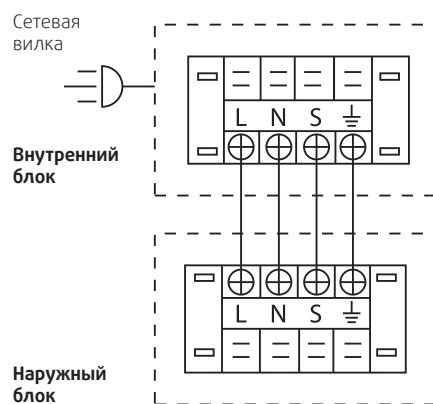 Сетевая
вилка
L N S
Внутренний
блок
L N S
Наружный
блок